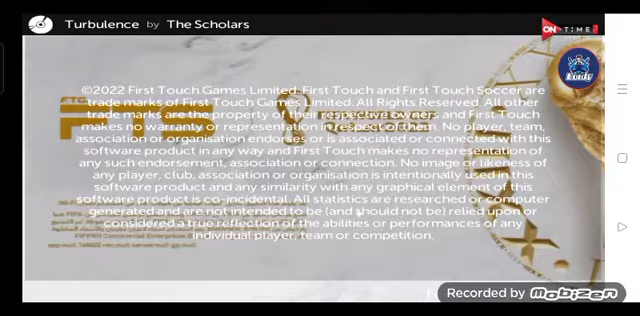 Turbulence by The Scholars
ON TIME
©2022 First Touch Games Limited. First Touch and First Touch Soccer are
trade marks of First Touch Games Limited. All Rights Reserved. All other
trade marks are the property of their respective owners and First Touch
makes no warranty or representation in respect of them. No player, team,
association or organisation endorses or is associated or connected with this
software product in any way and First Touch makes no representation of
any such endorsement, association or connection. No image or likeness of
any player, club, association or organisation is intentionally used in this
software product and any similarity with any graphical element of this
software product is co-incidental. All statistics are researched or computer
generated and are not intended to be (and should not be) relied upon or
considered a true reflection of the abilities or performances of any
individual player, team or competition.
Recorded by mobizen